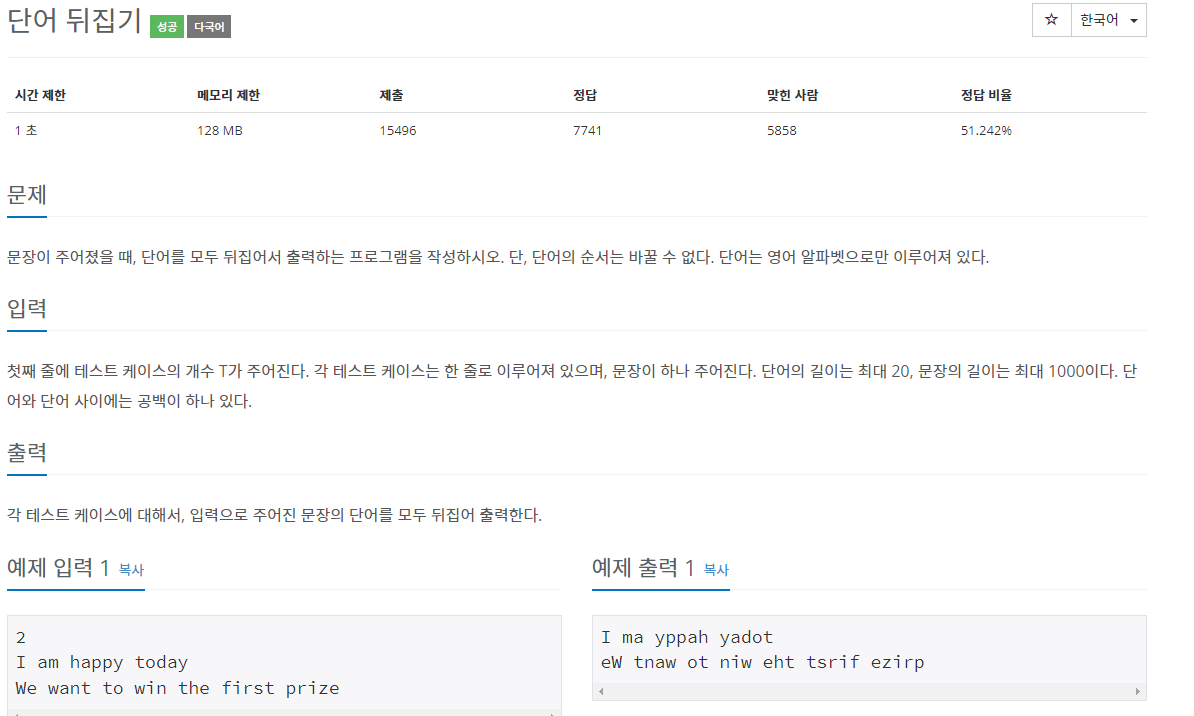 단어 뒤집기 성공 다국어
☆ 한국어
시간 제한 메모리 제한 제출 정답 맞힌 사람 정답 비율
1 초 128 MB 15496 7741 5858 51.242%
문제
문장이 주어졌을 때, 단어를 모두 뒤집어서 출력하는 프로그램을 작성하시오. 단, 단어의 순서는 바꿀 수 없다. 단어는 영어 알파벳으로만 이루어져 있다.
입력
첫째 줄에 테스트 케이스의 개수 T가 주어진다. 각 테스트 케이스는 한 줄로 이루어져 있으며, 문장이 하나 주어진다. 단어의 길이는 최대 20, 문장의 길이는 최대 1000이다. 단
어와 단어 사이에는 공백이 하나 있다.
출력
각 테스트 케이스에 대해서, 입력으로 주어진 문장의 단어를 모두 뒤집어 출력한다.
예제 입력 1 복사
2
I am happy today
We want to win the first prize
예제 출력 1 복사
I ma yppah yadot
eW tnaw ot niw eht tsrif ezirp